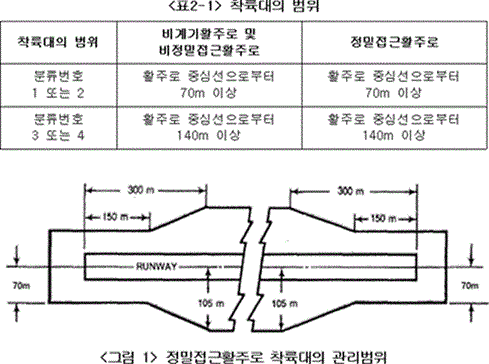 <표2-1> 착륙대의 범위
착륙대의 범위
비계기활주로 및
비정밀접근활주로
정밀접근활주로
분류번호
1 또는 2
활주로 중심선으로부터
70m 이상
활주로 중심선으로부터
70m 이상
분류번호
3 또는 4
활주로 중심선으로부터
140m 이상
활주로 중심선으로부터
140m 이상
300 m
300 m
150 m
150 m
RUNWAY
70m
105 m
105 m
70m
<그림 1> 정밀접근활주로 착륙대의 관리범위